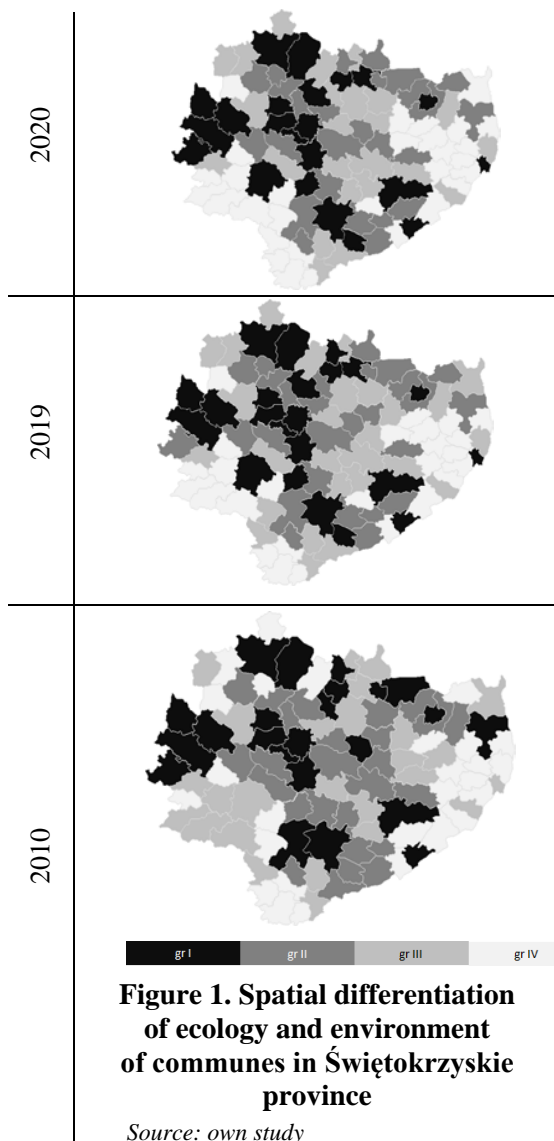 2020
2019
2010
gr I gr II gr III gr IV
Figure 1. Spatial differentiation
of ecology and environment
of communes in Świętokrzyskie
province
Source: own study